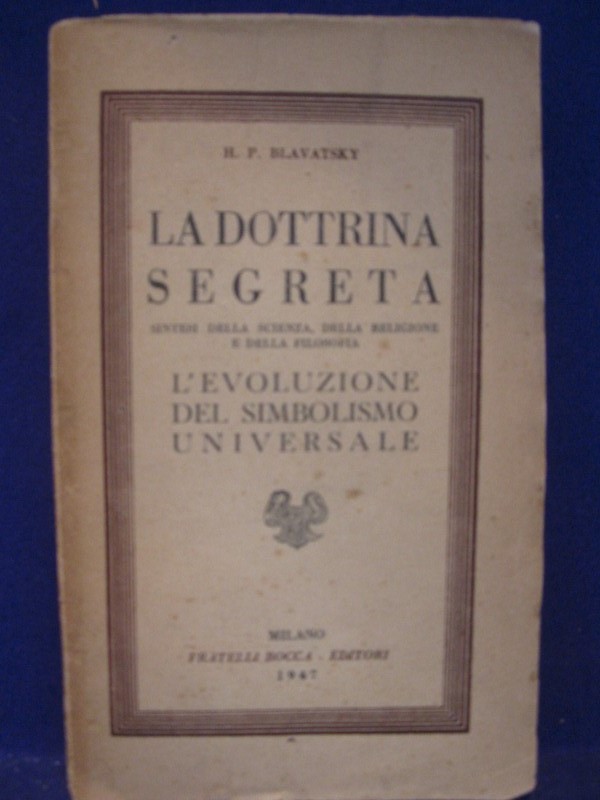 H. P. BLAVATSKY
LA DOTTRINA
SEGRETA
SINTESI DELLA SCIENZA, DELLA RELIGIONE
E DELLA FILOSOFIA
L'EVOLUZIONE
DEL SIMBOLISMO
UNIVERSALE
MILANO
FRATELLI BOCCA - EDITORI
1947